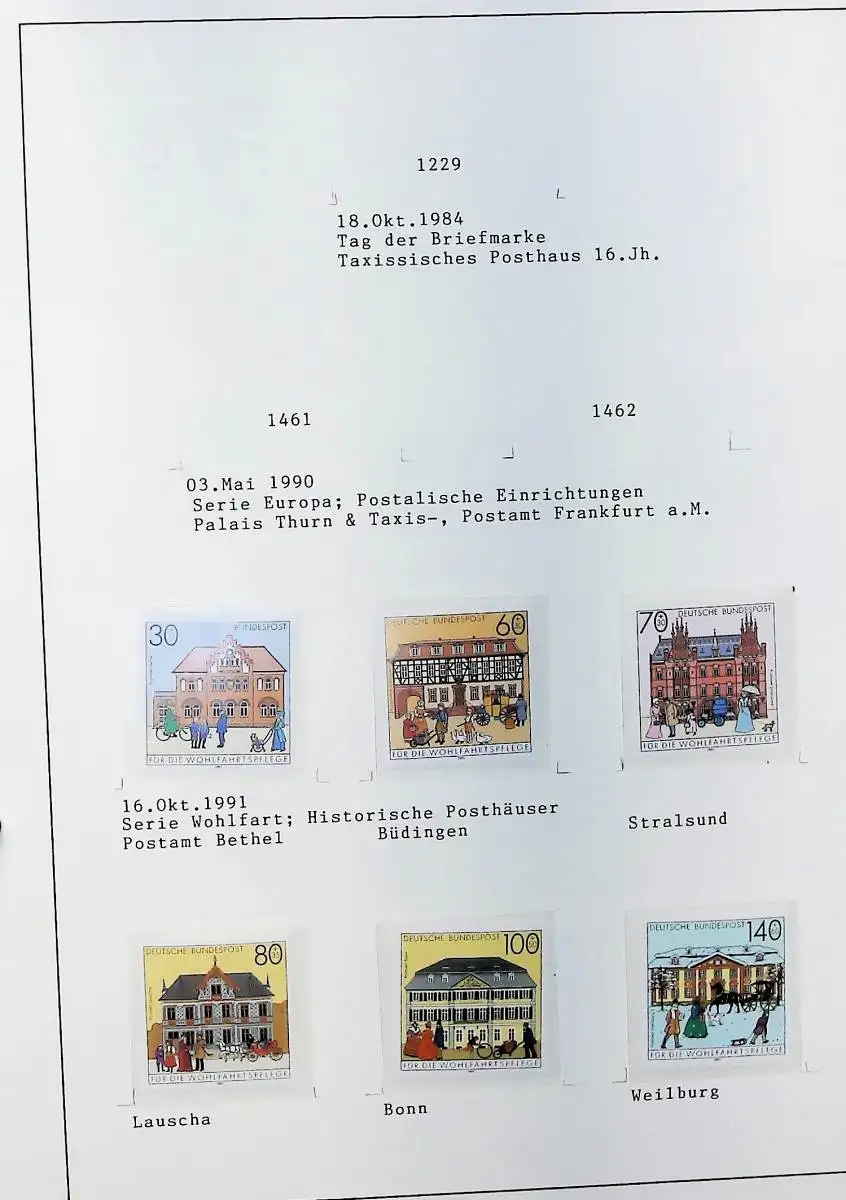 1229
18.Okt.1984
Tag der Briefmarke
Taxissisches Posthaus 16.Jh.
1461 1462
03.Mai 1990
Serie Europa; Postalische Einrichtungen
Palais Thurn & Taxis-, Postamt Frankfurt a.M.
30 BUNDESPOST
FÜR DIE WOHLFAHRTSPFLEGE
DEUTSCHE BUNDESPOST 60
FÜR DIE WOHLFAHRTSPFLEGE
70 +30 DEUTSCHE BUNDESPOST
FÜR DIE WOHLFAHRTSPFLEGE
16.Okt.1991
Serie Wohlfart; Historische Posthäuser
Postamt Bethel Büdingen Stralsund
DEUTSCHE BUNDESPOST 80 +35
FÜR DIE WOHLFAHRTSPFLEGE
DEUTSCHE BUNDESPOST 100
FÜR DIE WOHLFAHRTSPFLEGE
DEUTSCHE BUNDESPOST 140
FÜR DIE WOHLFAHRTSPFLEGE
Lauscha Bonn Weilburg